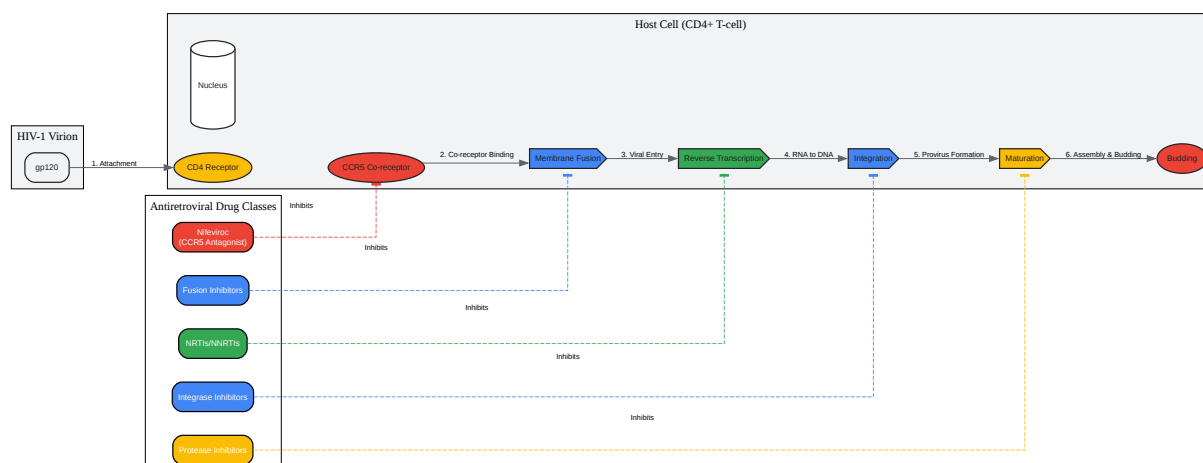 Host Cell (CD4+ T-cell)
Nucleus
HIV-1 Virion
gp120
1. Attachment
CD4 Receptor
CCR5 Co-receptor
2. Co-receptor Binding
Membrane Fusion
3. Viral Entry
Reverse Transcription
4. RNA to DNA
Integration
5. Provirus Formation
Maturation
6. Assembly & Budding
Budding
Antiretroviral Drug Classes
Inhibits
Nifeviroc
(CCR5 Antagonist)
Inhibits
Fusion Inhibitors
Inhibits
NRTIs/NNRTIs
Inhibits
Integrase Inhibitors
Inhibits
Protease Inhibitors